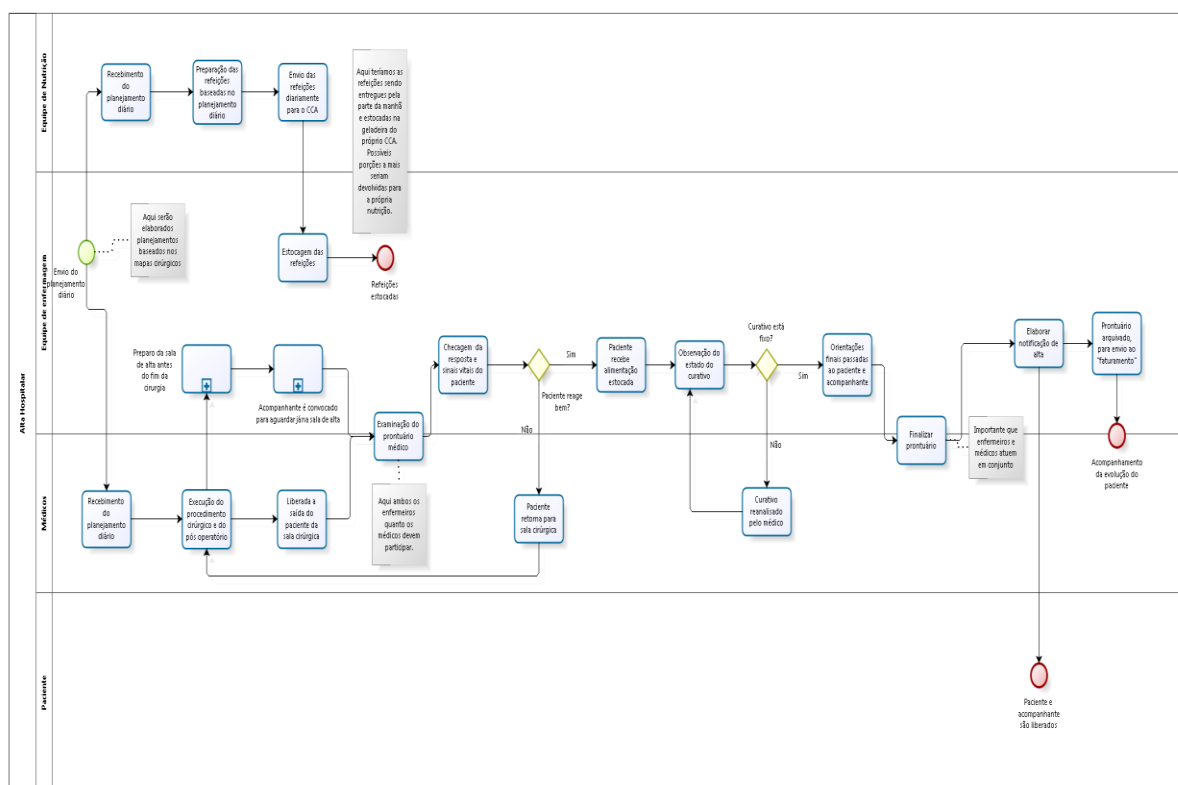 Alta Hospitalar
Equipe de Nutrição
Recebimento
do
planejamento
diário
Preparação das
refeições
baseadas no
planejamento
diário
Envio das
refeições
diariamente
para o CCA
Aqui teríamos as
refeições sendo
entregues pela
parte da manhã
e estocadas na
geladeira do
próprio CCA.
Possíveis
porções a mais
seriam
devolvidas para
a própria
nutrição.
Equipe de enfermagem
Envio do
planejamento
diário
Aqui serão
elaborados
planejamentos
baseados nos
mapas cirúrgicos
Estocagem das
refeições
Refeições
estocadas
Preparo da sala
de alta antes
do fim da
cirurgia
Acompanhante é convocado
para aguardar já na sala de alta
Examinação do
prontuário
médico
Checagem da
resposta e
sinais vitais do
paciente
Sim
Paciente reage
bem?
Não
Paciente
recebe
alimentação
estocada
Observação do
estado do
curativo
Curativo está
fixo?
Sim
Não
Orientações
finais passadas
ao paciente e
acompanhante
Finalizar
prontuário
Importante que
enfermeiros e
médicos atuem
em conjunto
Elaborar
notificação de
alta
Prontuário
arquivado,
para envio ao
"faturamento"
Acompanhamento
da evolução do
paciente
Médicos
Recebimento
do
planejamento
diário
Execução do
procedimento
cirúrgico e do
pós operatório
Liberada a
saída do
paciente da
sala cirúrgica
Aqui ambos os
enfermeiros
quanto os
médicos devem
participar.
Paciente
retorna para
sala cirúrgica
Curativo
reanalisado
pelo médico
Paciente
Paciente e
acompanhante
são liberados